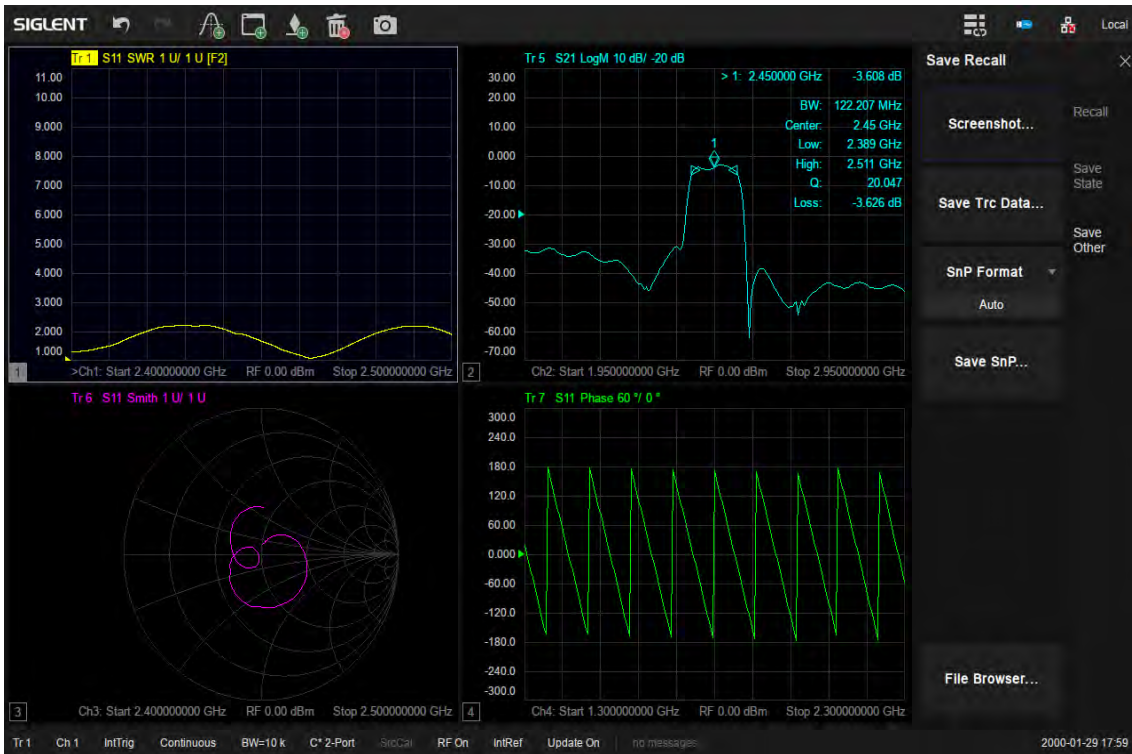 SIGLENT
Local
Tr 1 S11 SWR 1 U/ 1 U [F2]
11.00
10.00
9.000
8.000
7.000
6.000
5.000
4.000
3.000
2.000
1.000
1
>Ch1: Start 2.400000000 GHz RF 0.00 dBm Stop 2.500000000 GHz
Tr 5 S21 LogM 10 dB/ -20 dB
> 1: 2.450000 GHz -3.608 dB
BW: 122.207 MHz
Center: 2.45 GHz
Low: 2.389 GHz
High: 2.511 GHz
Q: 20.047
Loss: -3.626 dB
1
30.00
20.00
10.00
0.000
-10.00
-20.00
-30.00
-40.00
-50.00
-60.00
-70.00
2
Ch2: Start 1.950000000 GHz RF 0.00 dBm Stop 2.950000000 GHz
Tr 6 S11 Smith 1 U/ 1 U
3
Ch3: Start 2.400000000 GHz RF 0.00 dBm Stop 2.500000000 GHz
Tr 7 S11 Phase 60 °/ 0 °
300.0
240.0
180.0
120.0
60.00
0.000
-60.00
-120.0
-180.0
-240.0
-300.0
4
Ch4: Start 1.300000000 GHz RF 0.00 dBm Stop 2.300000000 GHz
Save Recall
Screenshot...
Save Trc Data...
SnP Format
Auto
Save SnP...
File Browser...
Recall
Save
State
Save
Other
Tr 1 Ch 1 IntTrig Continuous BW=10 k C* 2-Port SrcCal RF On IntRef Update On no messages 2000-01-29 17:59